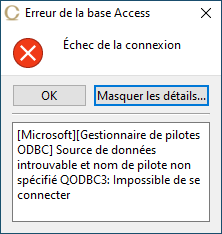 Erreur de la base Access
Échec de la connexion
OK
Masquer les détails...
[Microsoft][Gestionnaire de pilotes
ODBC] Source de données
introuvable et nom de pilote non
spécifié QODBC3: Impossible de se
connecter